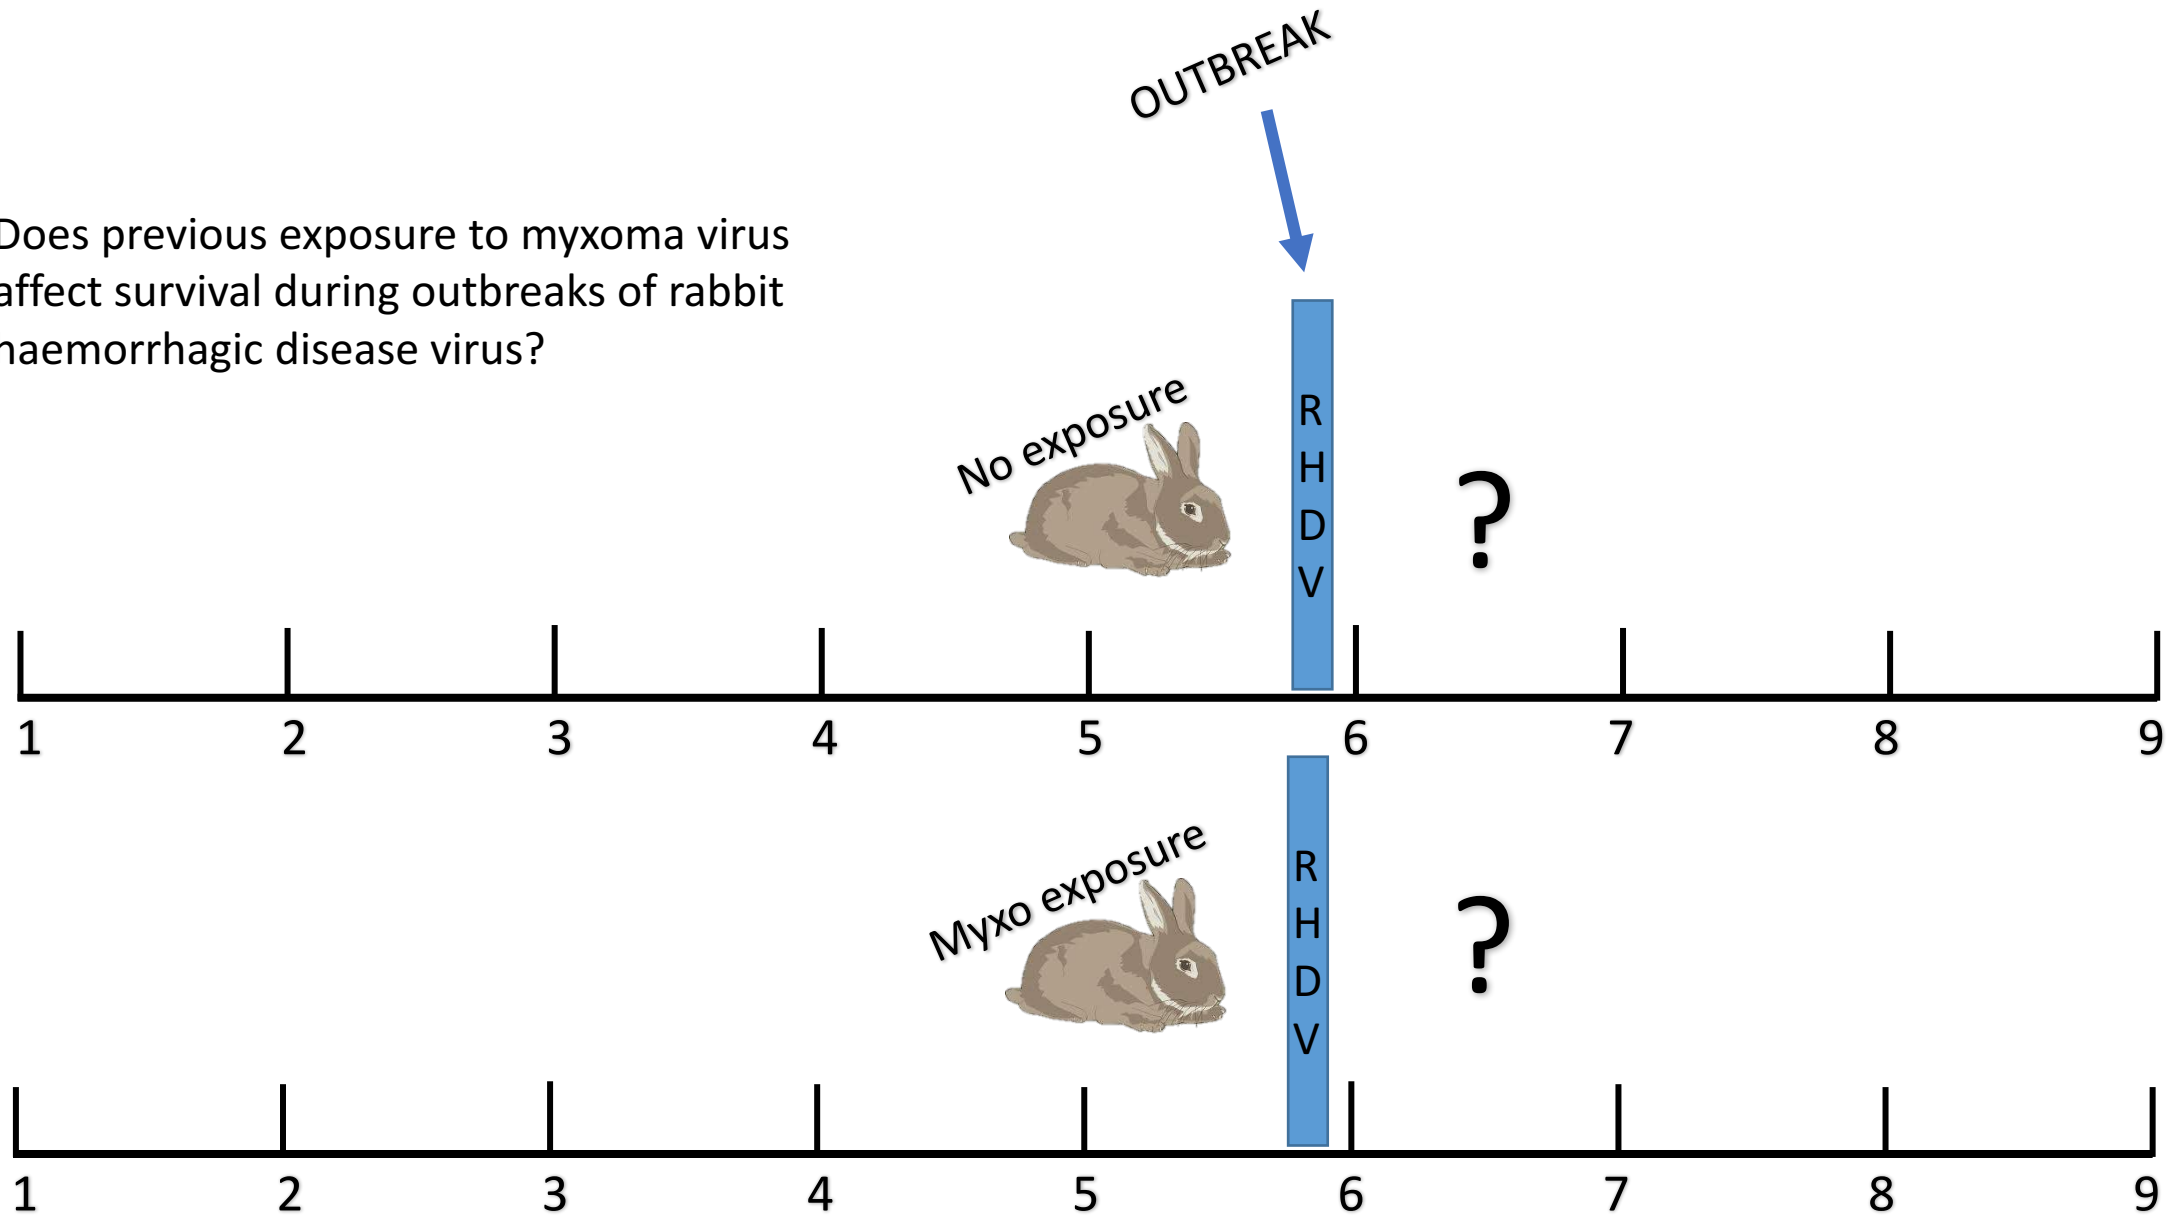 OUTBREAK
Does previous exposure to myxoma virus
affect survival during outbreaks of rabbit
haemorrhagic disease virus?
No exposure
R
H
D
V
?
1 2 3 4 5 6 7 8 9
Myxo exposure
R
H
D
V
?
1 2 3 4 5 6 7 8 9